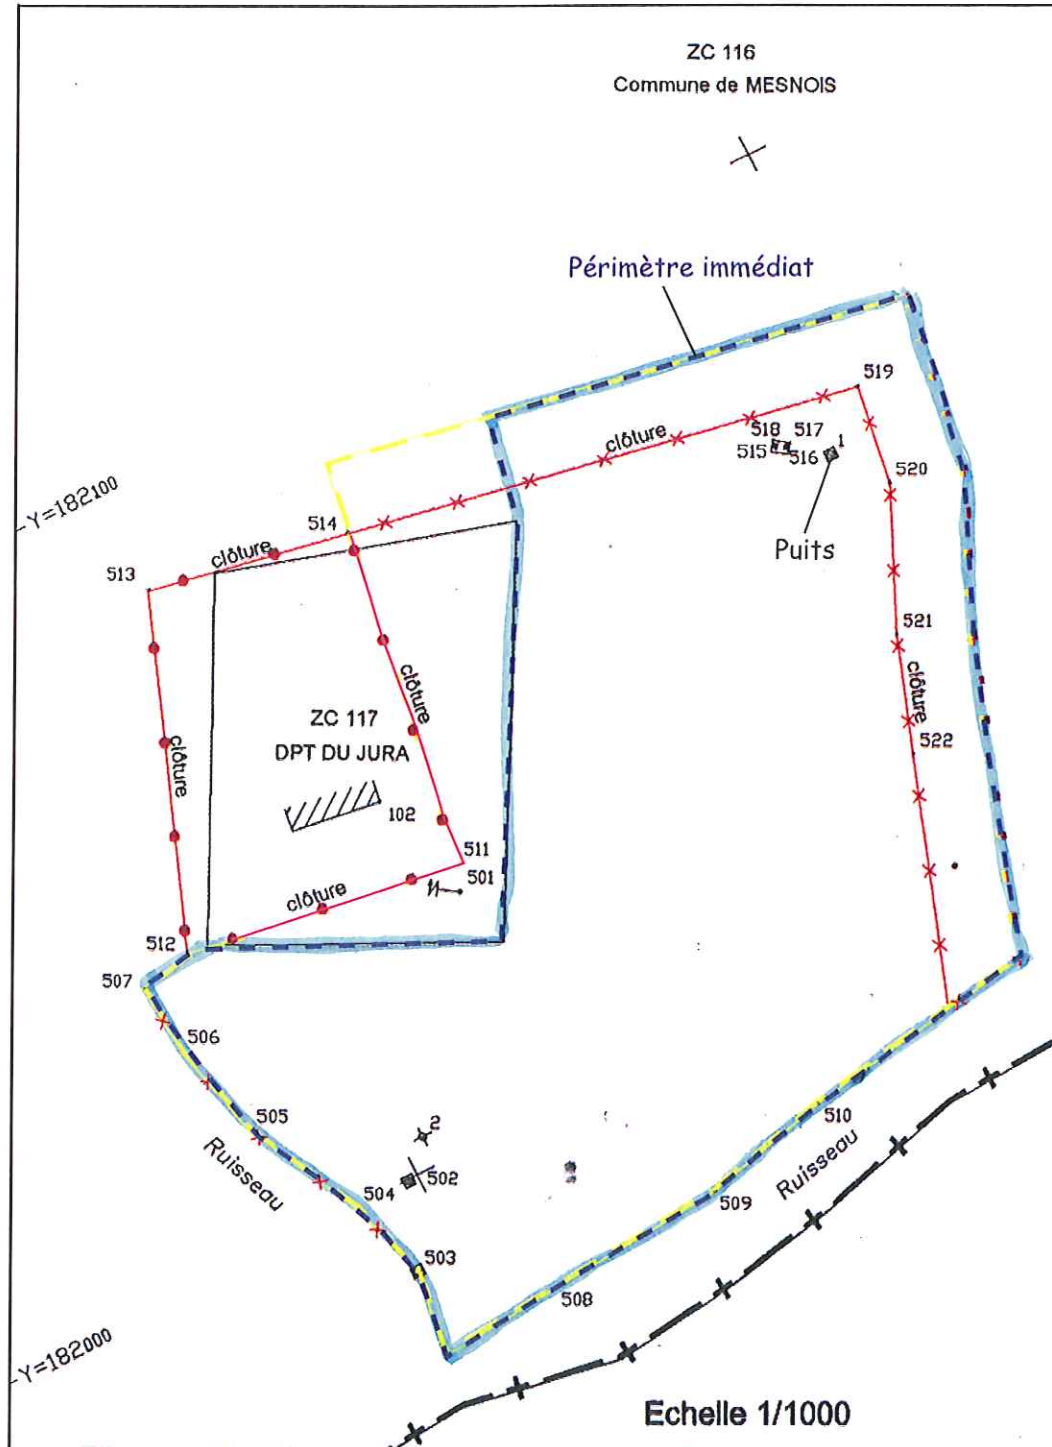 ZC 116
Commune de MESNOIS
Périmètre immédiat
519
clôture
518
517
1
515
516
520
Y=182100
514
Puits
clôture
513
521
clôture
clôture
ZC 117
522
clôture
DPT DU JURA
102
511
501
clôture
512
507
506
505
2
510
Ruisseau
Ruisseau
504
502
509
503
508
Y=182000
Echelle 1/1000